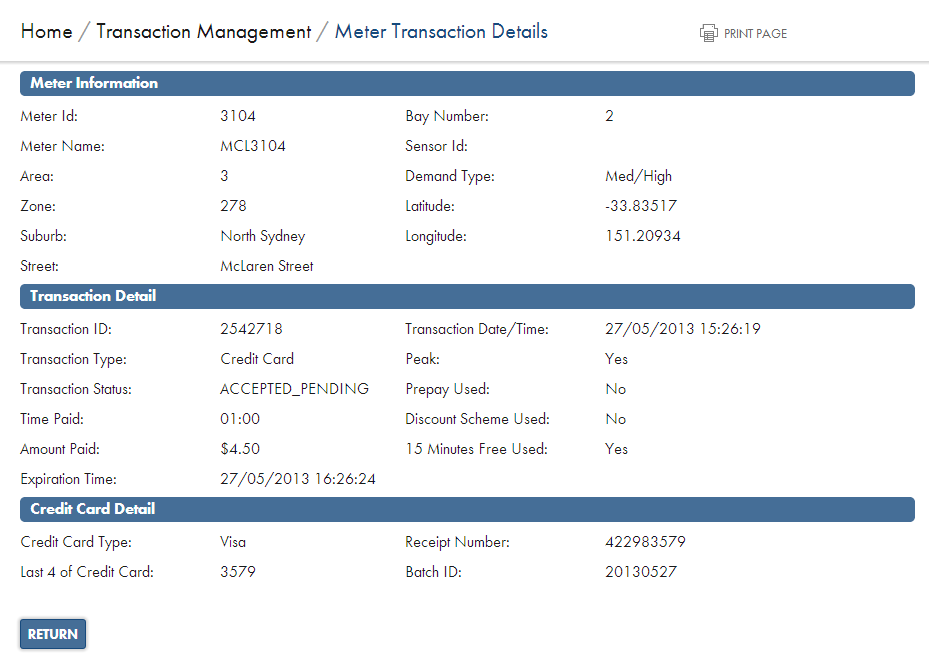 Home / Transaction Management / Meter Transaction Details PRINT PAGE
Meter Information
Meter Id: 3104 Bay Number: 2
Meter Name: MCL3104 Sensor Id:
Area: 3 Demand Type: Med/High
Zone: 278 Latitude: -33.83517
Suburb: North Sydney Longitude: 151.20934
Street: McLaren Street
Transaction Detail
Transaction ID: 2542718 Transaction Date/Time: 27/05/2013 15:26:19
Transaction Type: Credit Card Peak: Yes
Transaction Status: ACCEPTED_PENDING Prepay Used: No
Time Paid: 01:00 Discount Scheme Used: No
Amount Paid: $4.50 15 Minutes Free Used: Yes
Expiration Time: 27/05/2013 16:26:24
Credit Card Detail
Credit Card Type: Visa Receipt Number: 422983579
Last 4 of Credit Card: 3579 Batch ID: 20130527
RETURN